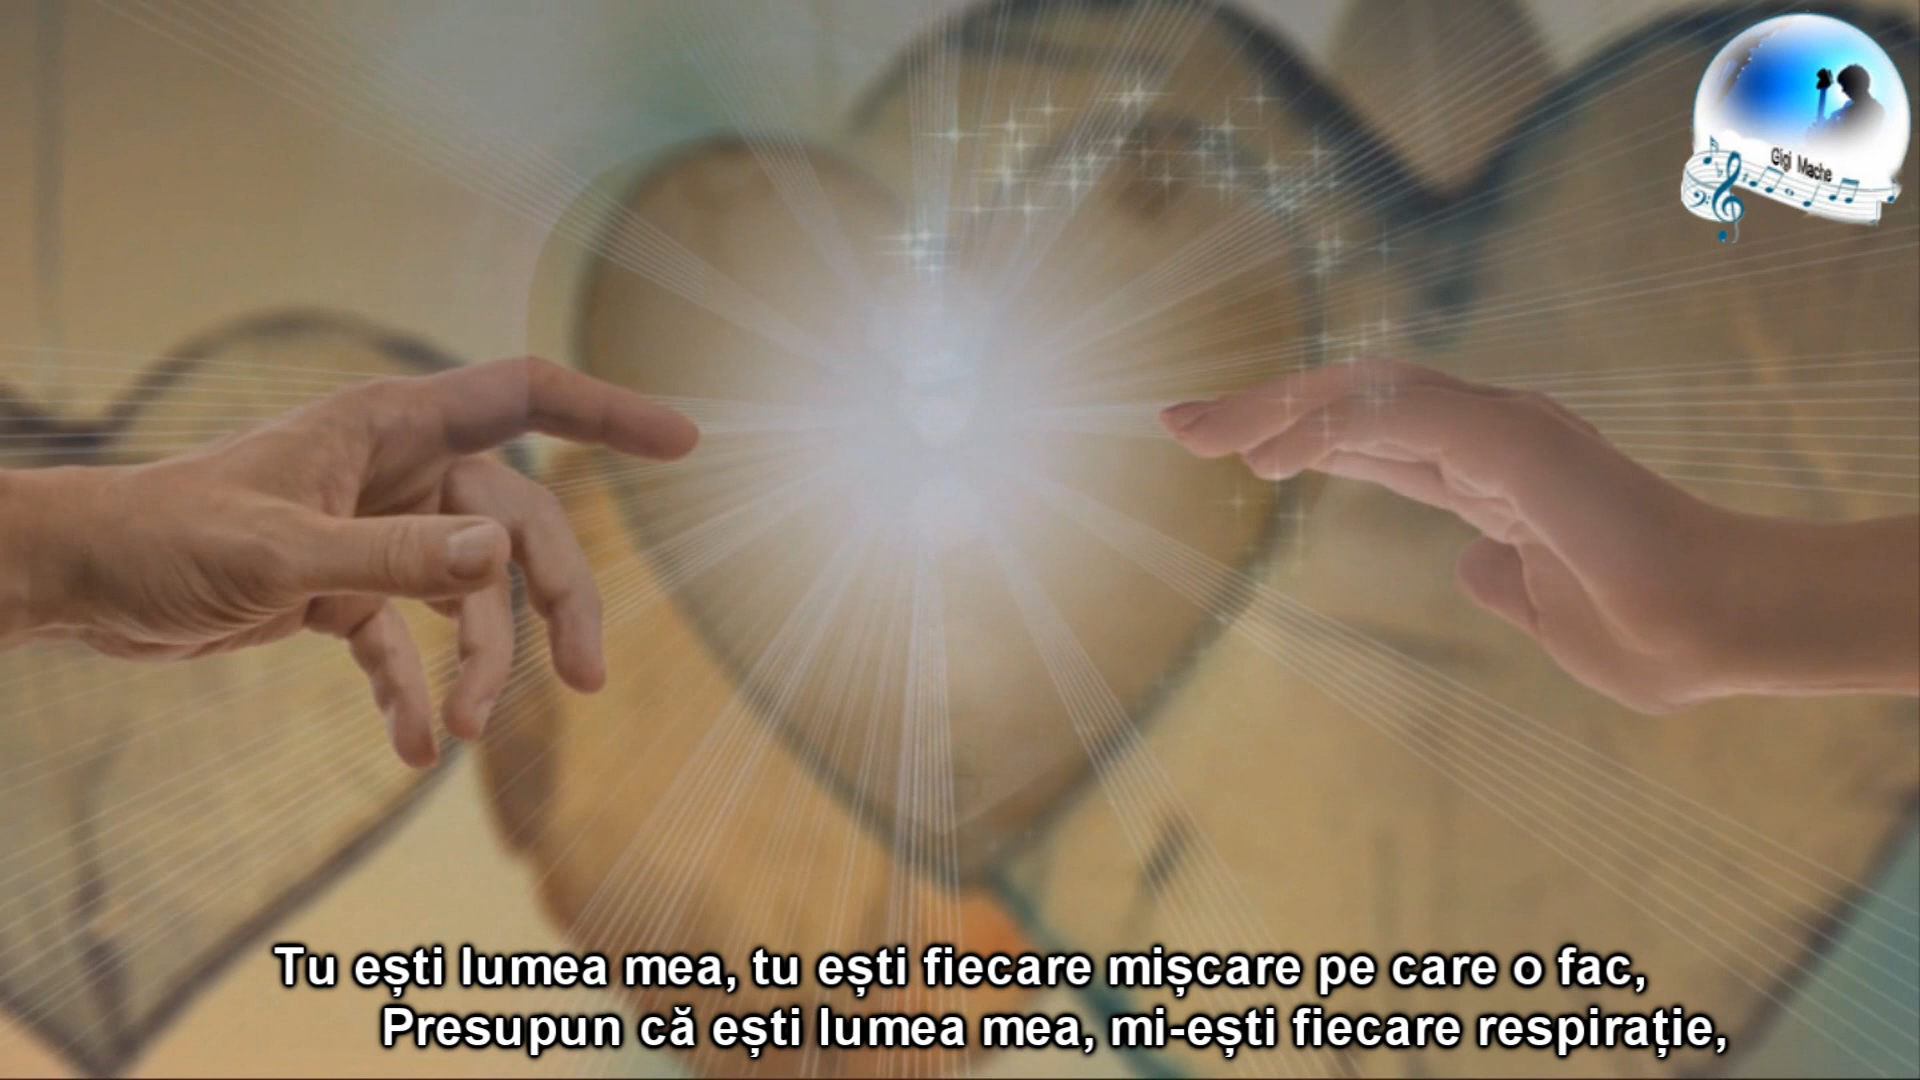 Gigi Mache
Tu ești lumea mea, tu ești fiecare mișcare pe care o fac,
Presupun că ești lumea mea, mi-ești fiecare respirație,